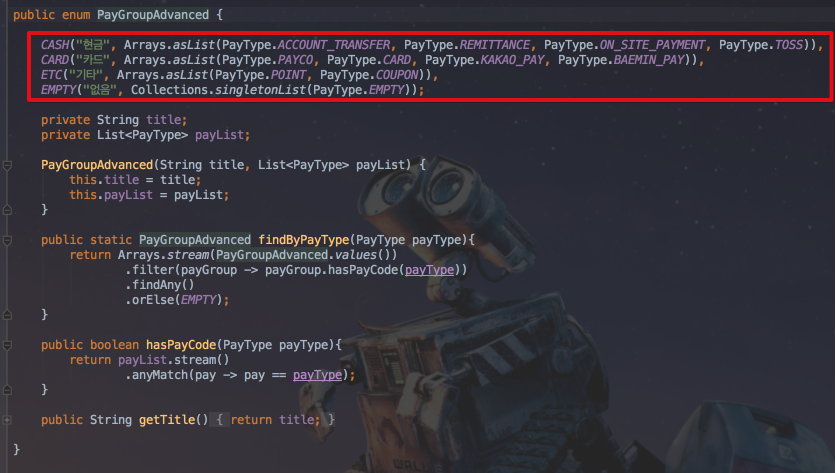 public enum PayGroupAdvanced {
CASH("현금", Arrays.asList(PayType.ACCOUNT_TRANSFER, PayType.REMITTANCE, PayType.ON_SITE_PAYMENT, PayType.TOSS)),
CARD("카드", Arrays.asList(PayType.PAYCO, PayType.CARD, PayType.KAKAO_PAY, PayType.BAEMIN_PAY)),
ETC("기타", Arrays.asList(PayType.POINT, PayType.COUPON)),
EMPTY("없음", Collections.singletonList(PayType.EMPTY));
private String title;
private List<PayType> payList;
PayGroupAdvanced(String title, List<PayType> payList) {
this.title = title;
this.payList = payList;
}
public static PayGroupAdvanced findByPayType(PayType payType){
return Arrays.stream(PayGroupAdvanced.values())
.filter(payGroup -> payGroup.hasPayCode(payType))
.findAny()
.orElse(EMPTY);
}
public boolean hasPayCode(PayType payType){
return payList.stream()
.anyMatch(pay -> pay == payType);
}
public String getTitle() { return title; }
}
WALL